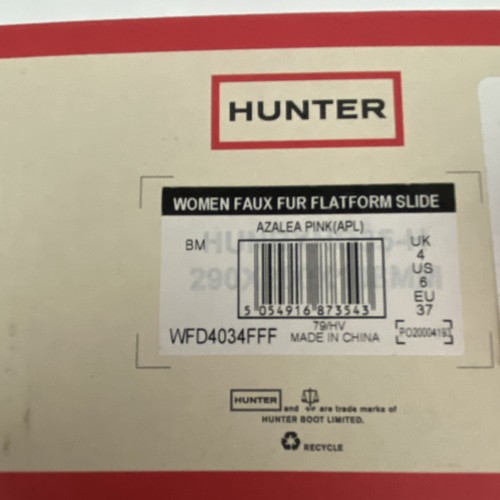 HUNTER
WOMEN FAUX FUR FLATFORM SLIDE
AZALEA PINK(APL)
BM
UK
4
US
6
EU
37
5 054916 873543
79/HV
WFD4034FFF
MADE IN CHINA
PO20004193
HUNTER and are trade marks of
HUNTER BOOT LIMITED.
RECYCLE